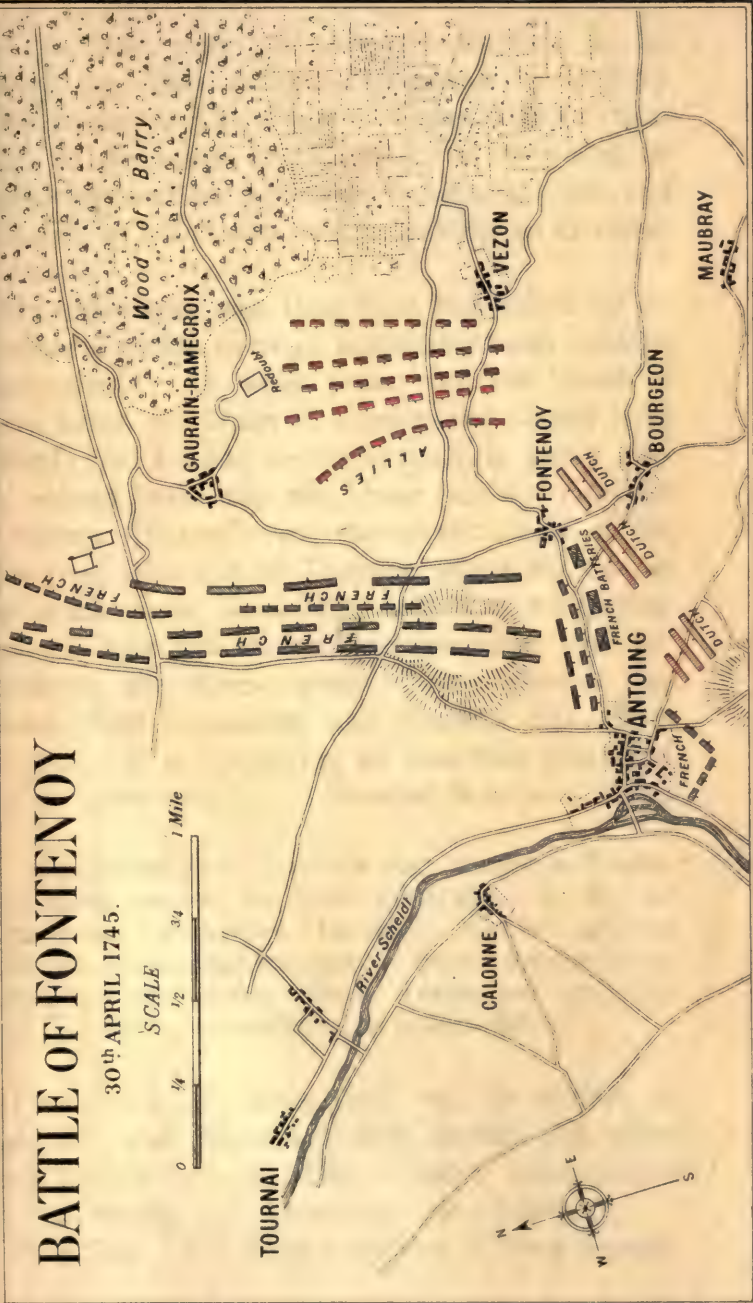 BATTLE OF FONTENOY
30th APRIL 1745.
SCALE
0 1/4 1/2 3/4 1 Mile
Wood of Barry
GAURAIN-RAMECROIX
Redoubt
ALLIES
VEZON
MAUBRAY
BOURGEON
FONTENOY
DUTCH
DUTCH
DUTCH
FRENCH BATTERIES
FRENCH
FRENCH
FRENCH
ANTOING
FRENCH
River Scheldt
CALONNE
TOURNAI
N
E
S
W